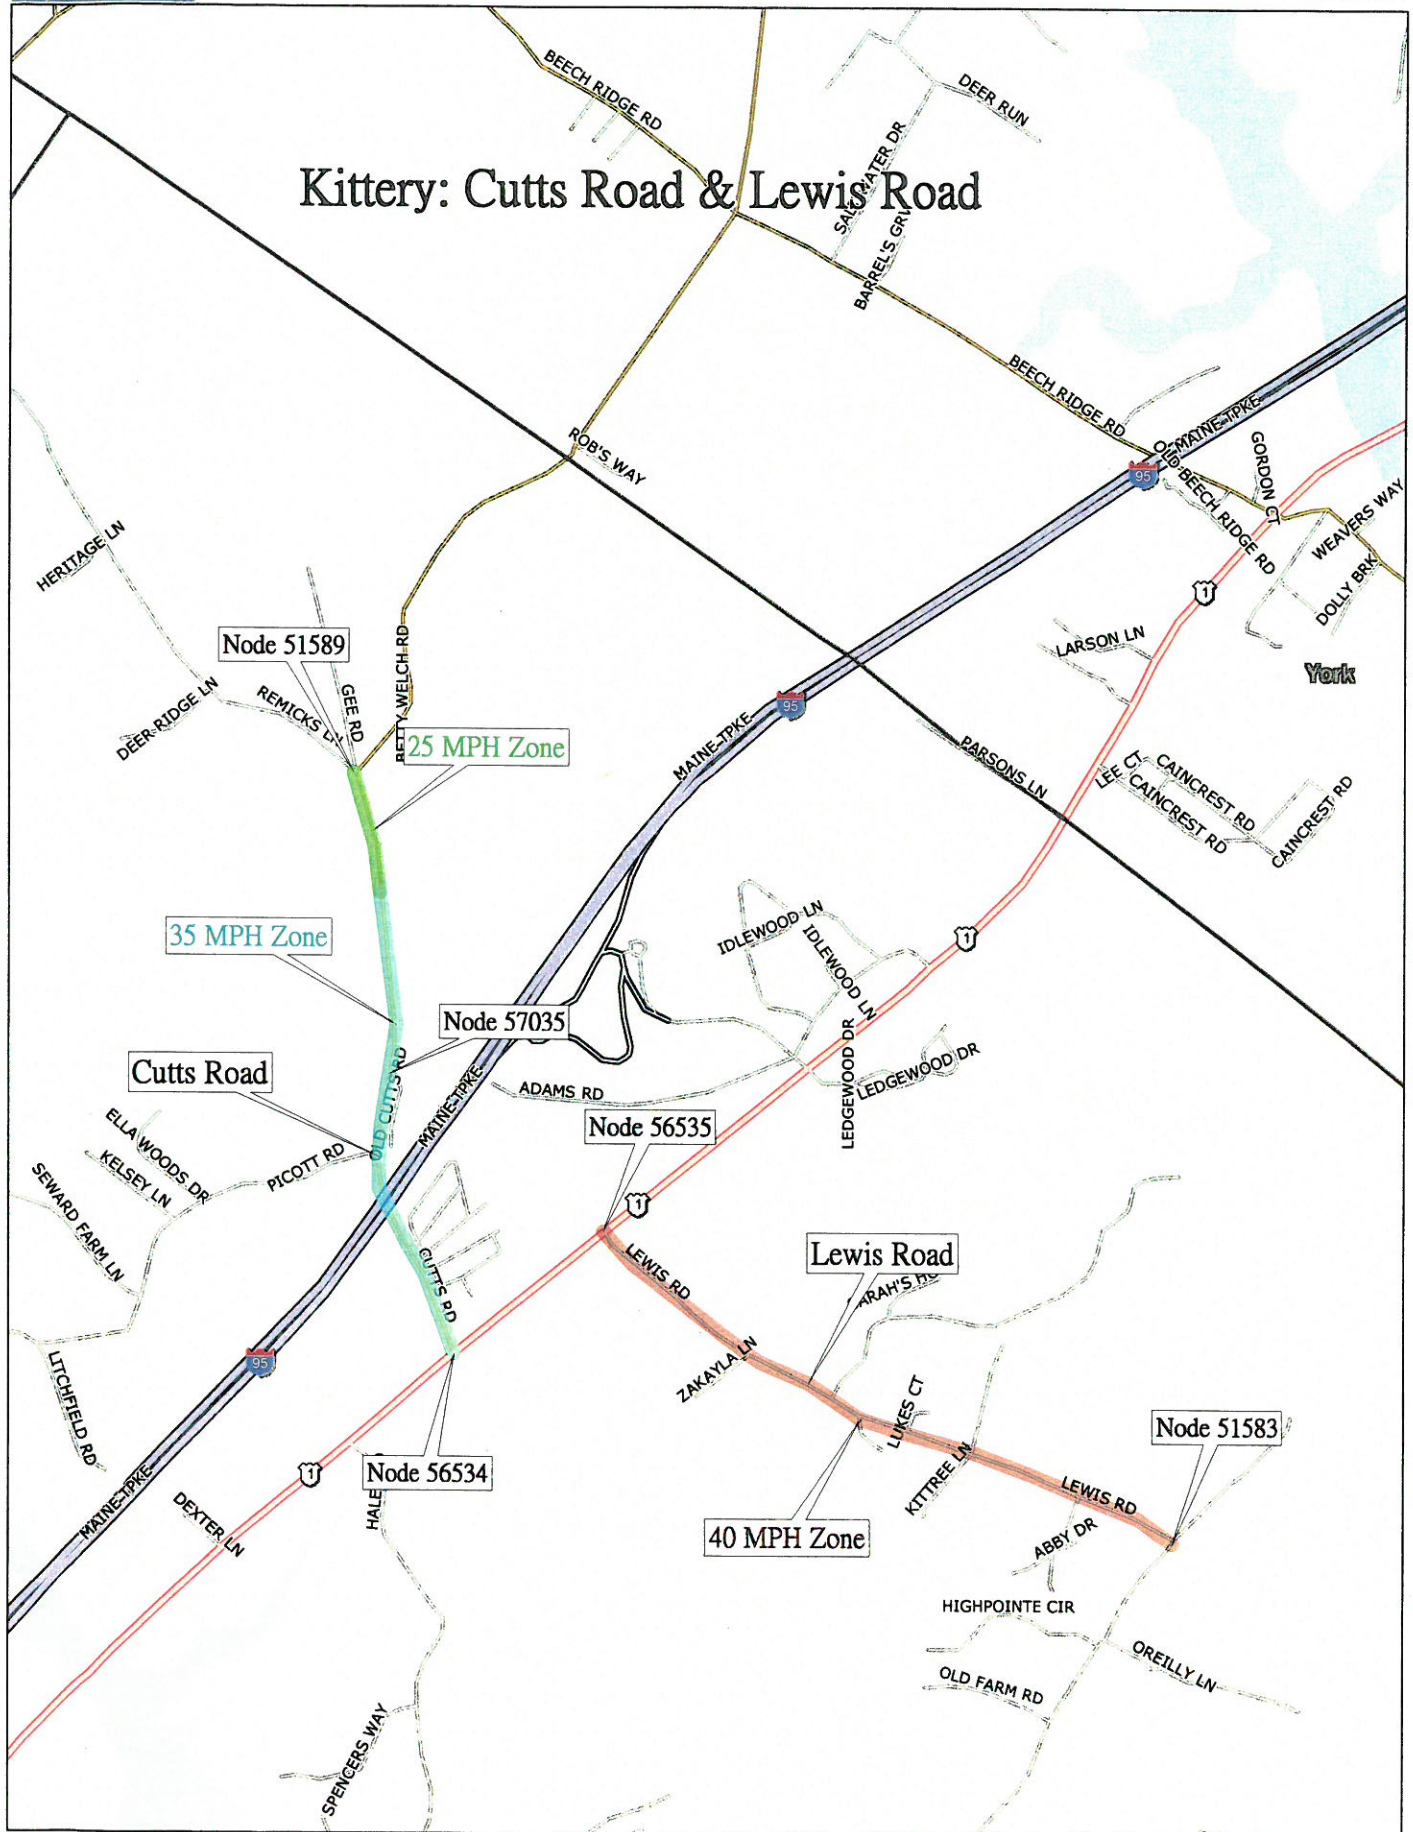 BEECH RIDGE RD
DEER RUN
Kittery: Cutts Road & Lewis Road
BARREL'S GRV
BEECH RIDGE RD
MAINE TPKE
ROB'S WAY
95
OLD BEECH RIDGE RD
GORDON CT
WEAVERS WAY
HERITAGE LN
DOLLY BRK
1
Node 51589
BETTY WELCH RD
LARSON LN
York
DEER RIDGE LN
REMICKS LN
GEE RD
95
25 MPH Zone
MAINE-TPKE
PARSONS LN
LEE CT
CAINCREST RD
CAINCREST RD
CAINCREST RD
35 MPH Zone
IDLEWOOD LN
IDLEWOOD LN
1
Node 57035
Cutts Road
OLD CUTTS RD
MAINE-TPKE
ADAMS RD
LEDGEWOOD DR
LEDGEWOOD DR
ELLA WOODS DR
KELSEY LN
PICOTT RD
Node 56535
SEWARD FARM LN
1
CUTTS RD
LEWIS RD
Lewis Road
LITCHFIELD RD
95
ZAKAYLA LN
LUKES CT
Node 51583
MAINE-TPKE
1
Node 56534
KITTREE LN
LEWIS RD
DEXTER LN
HALE
40 MPH Zone
ABBY DR
HIGHPOINTE CIR
OREILLY LN
OLD FARM RD
SPENCERS WAY